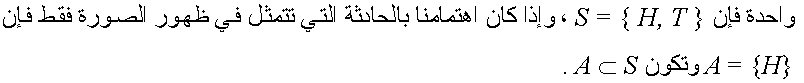 واحدة فإن S = { H, T } ، وإذا كان اهتمامنا بالحادثة التي تتمثل في ظهور الصورة فقط فإن
A = {H} وتكون A ⊂ S .